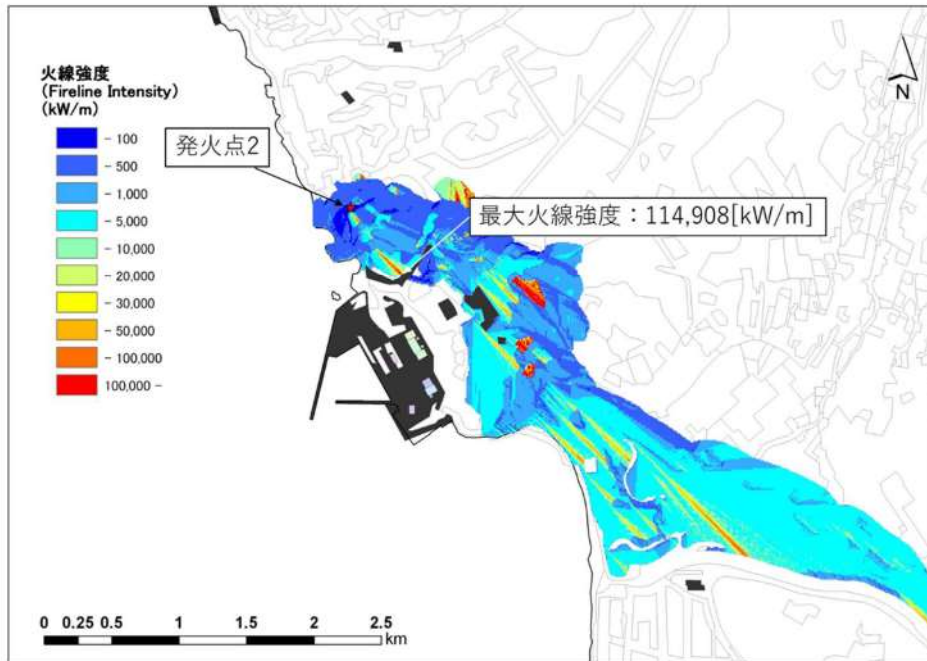 火線強度
(Fireline Intensity)
(kW/m)
- 100
- 500
- 1,000
- 5,000
- 10,000
- 20,000
- 30,000
- 50,000
- 100,000
100,000 -
発火点2
最大火線強度：114,908[kW/m]
N
0 0.25 0.5 1 1.5 2 2.5
km